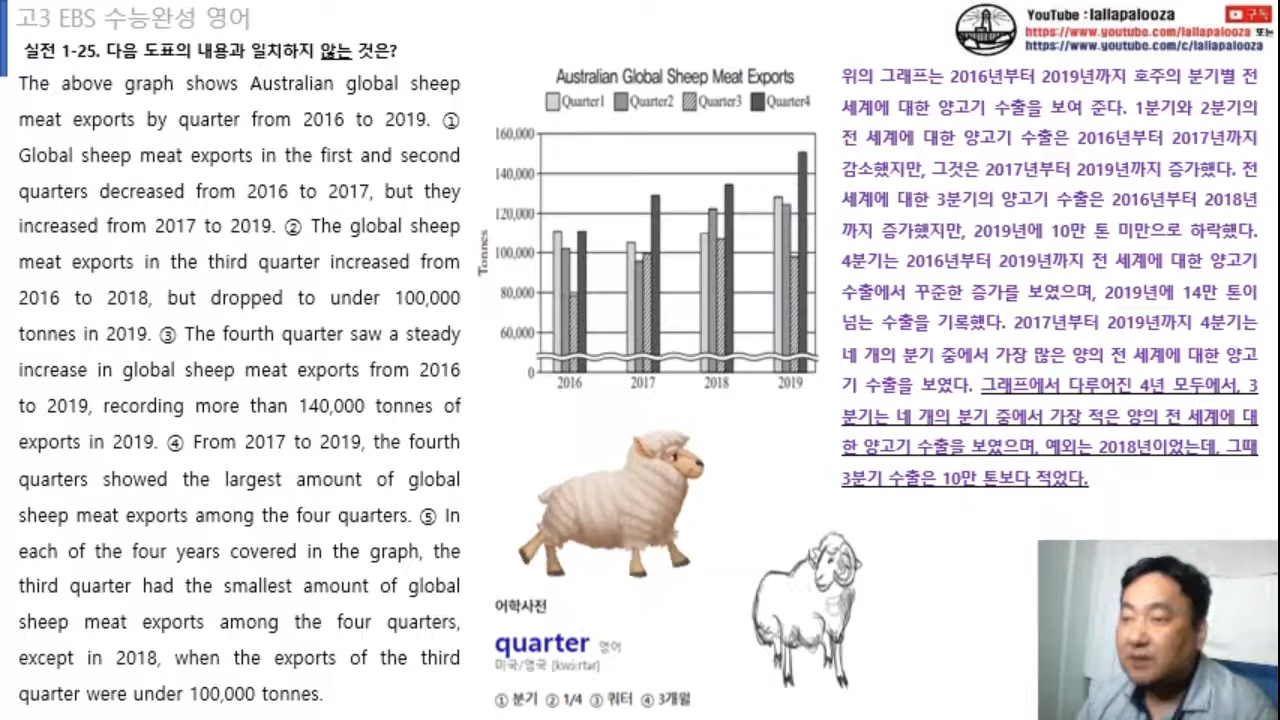 고3 EBS 수능완성 영어
실전 1-25. 다음 도표의 내용과 일치하지 않는 것은?
The above graph shows Australian global sheep
meat exports by quarter from 2016 to 2019. ①
Global sheep meat exports in the first and second
quarters decreased from 2016 to 2017, but they
increased from 2017 to 2019. ② The global sheep
meat exports in the third quarter increased from
2016 to 2018, but dropped to under 100,000
tonnes in 2019. ③ The fourth quarter saw a steady
increase in global sheep meat exports from 2016
to 2019, recording more than 140,000 tonnes of
exports in 2019. ④ From 2017 to 2019, the fourth
quarters showed the largest amount of global
sheep meat exports among the four quarters. ⑤ In
each of the four years covered in the graph, the
third quarter had the smallest amount of global
sheep meat exports among the four quarters,
except in 2018, when the exports of the third
quarter were under 100,000 tonnes.
Australian Global Sheep Meat Exports
Quarter1 Quarter2 Quarter3 Quarter4
Tonnes
160,000
140,000
120,000
100,000
80,000
60,000
0
2016 2017 2018 2019
어학사전
quarter 영어
미국/영국 [kwɔ́ːrtər]
① 분기 ② 1/4 ③ 쿼터 ④ 3개월
YouTube : lallapalooza
구독
https://www.youtube.com/lallapalooza 또는
https://www.youtube.com/c/lallapalooza
위의 그래프는 2016년부터 2019년까지 호주의 분기별 전
세계에 대한 양고기 수출을 보여 준다. 1분기와 2분기의
전 세계에 대한 양고기 수출은 2016년부터 2017년까지
감소했지만, 그것은 2017년부터 2019년까지 증가했다. 전
세계에 대한 3분기의 양고기 수출은 2016년부터 2018년
까지 증가했지만, 2019년에 10만 톤 미만으로 하락했다.
4분기는 2016년부터 2019년까지 전 세계에 대한 양고기
수출에서 꾸준한 증가를 보였으며, 2019년에 14만 톤이
넘는 수출을 기록했다. 2017년부터 2019년까지 4분기는
네 개의 분기 중에서 가장 많은 양의 전 세계에 대한 양고
기 수출을 보였다. 그래프에서 다루어진 4년 모두에서, 3
분기는 네 개의 분기 중에서 가장 적은 양의 전 세계에 대
한 양고기 수출을 보였으며, 예외는 2018년이었는데, 그때
3분기 수출은 10만 톤보다 적었다.